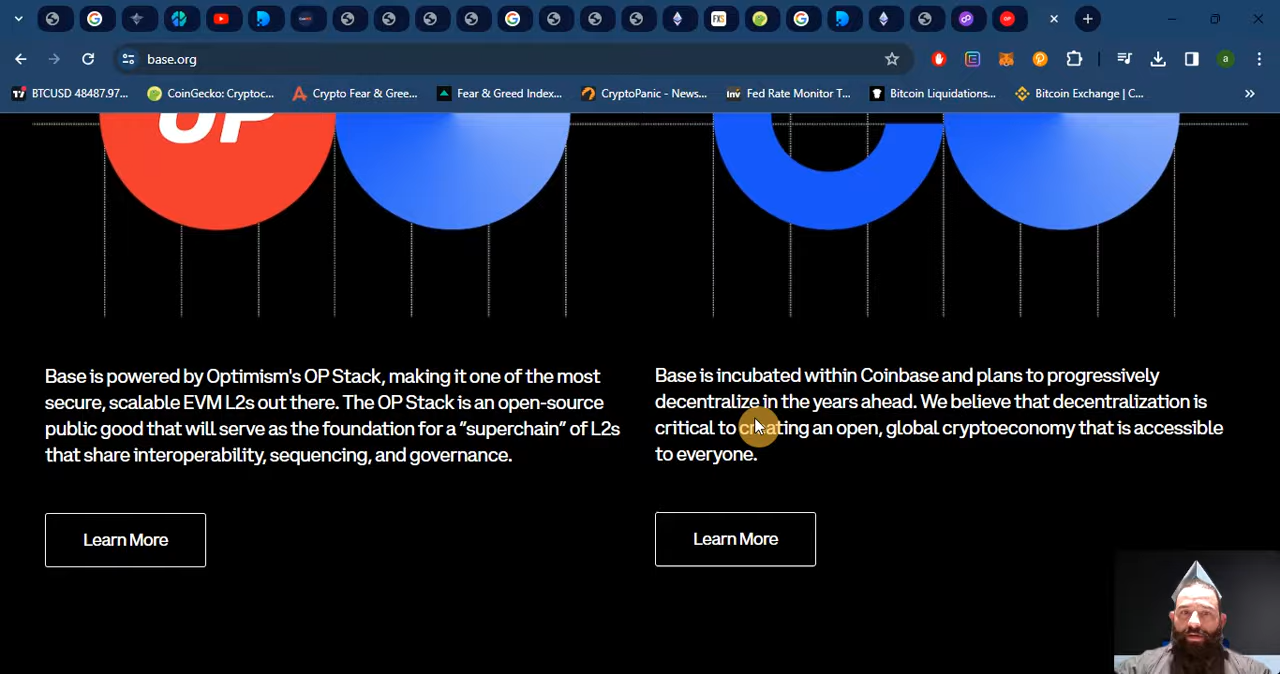 FXS
OP
base.org
a
BTCUSD 48487.97...
CoinGecko: Cryptoc...
Crypto Fear & Gree...
Fear & Greed Index...
CryptoPanic - News...
Inv
Fed Rate Monitor T...
Bitcoin Liquidations...
Bitcoin Exchange | C...
OP
Base is powered by Optimism's OP Stack, making it one of the most
secure, scalable EVM L2s out there. The OP Stack is an open-source
public good that will serve as the foundation for a “superchain” of L2s
that share interoperability, sequencing, and governance.
Learn More
Base is incubated within Coinbase and plans to progressively
decentralize in the years ahead. We believe that decentralization is
critical to creating an open, global cryptoeconomy that is accessible
to everyone.
Learn More